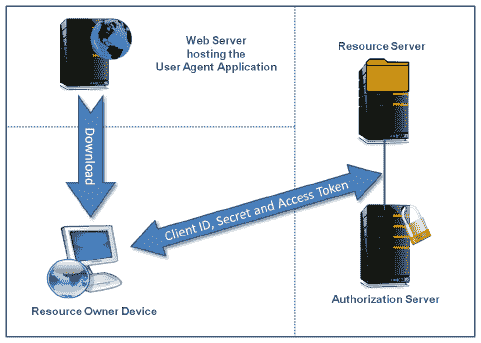 Web Server
hosting the
User Agent Application
Resource Server
Download
Client ID, Secret and Access Token
Resource Owner Device
Authorization Server